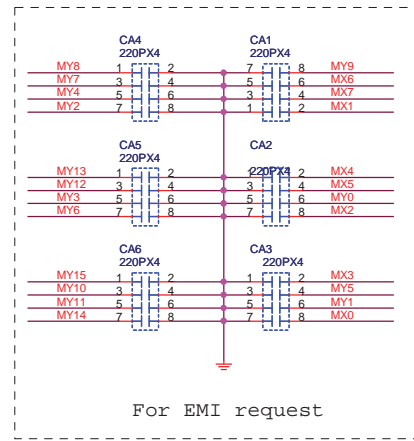 CA4 CA1
220PX4 220PX4
MY8 1 2 7 8 MY9
MY7 3 4 5 6 MX6
MY4 5 6 3 4 MX7
MY2 7 8 1 2 MX1
CA5 CA2
220PX4 220PX4
MY13 1 2 1 2 MX4
MY12 3 4 3 4 MX5
MY3 5 6 5 6 MY0
MY6 7 8 7 8 MX2
CA6 CA3
220PX4 220PX4
MY15 1 2 1 2 MX3
MY10 3 4 3 4 MY5
MY11 5 6 5 6 MY1
MY14 7 8 7 8 MX0
For EMI request